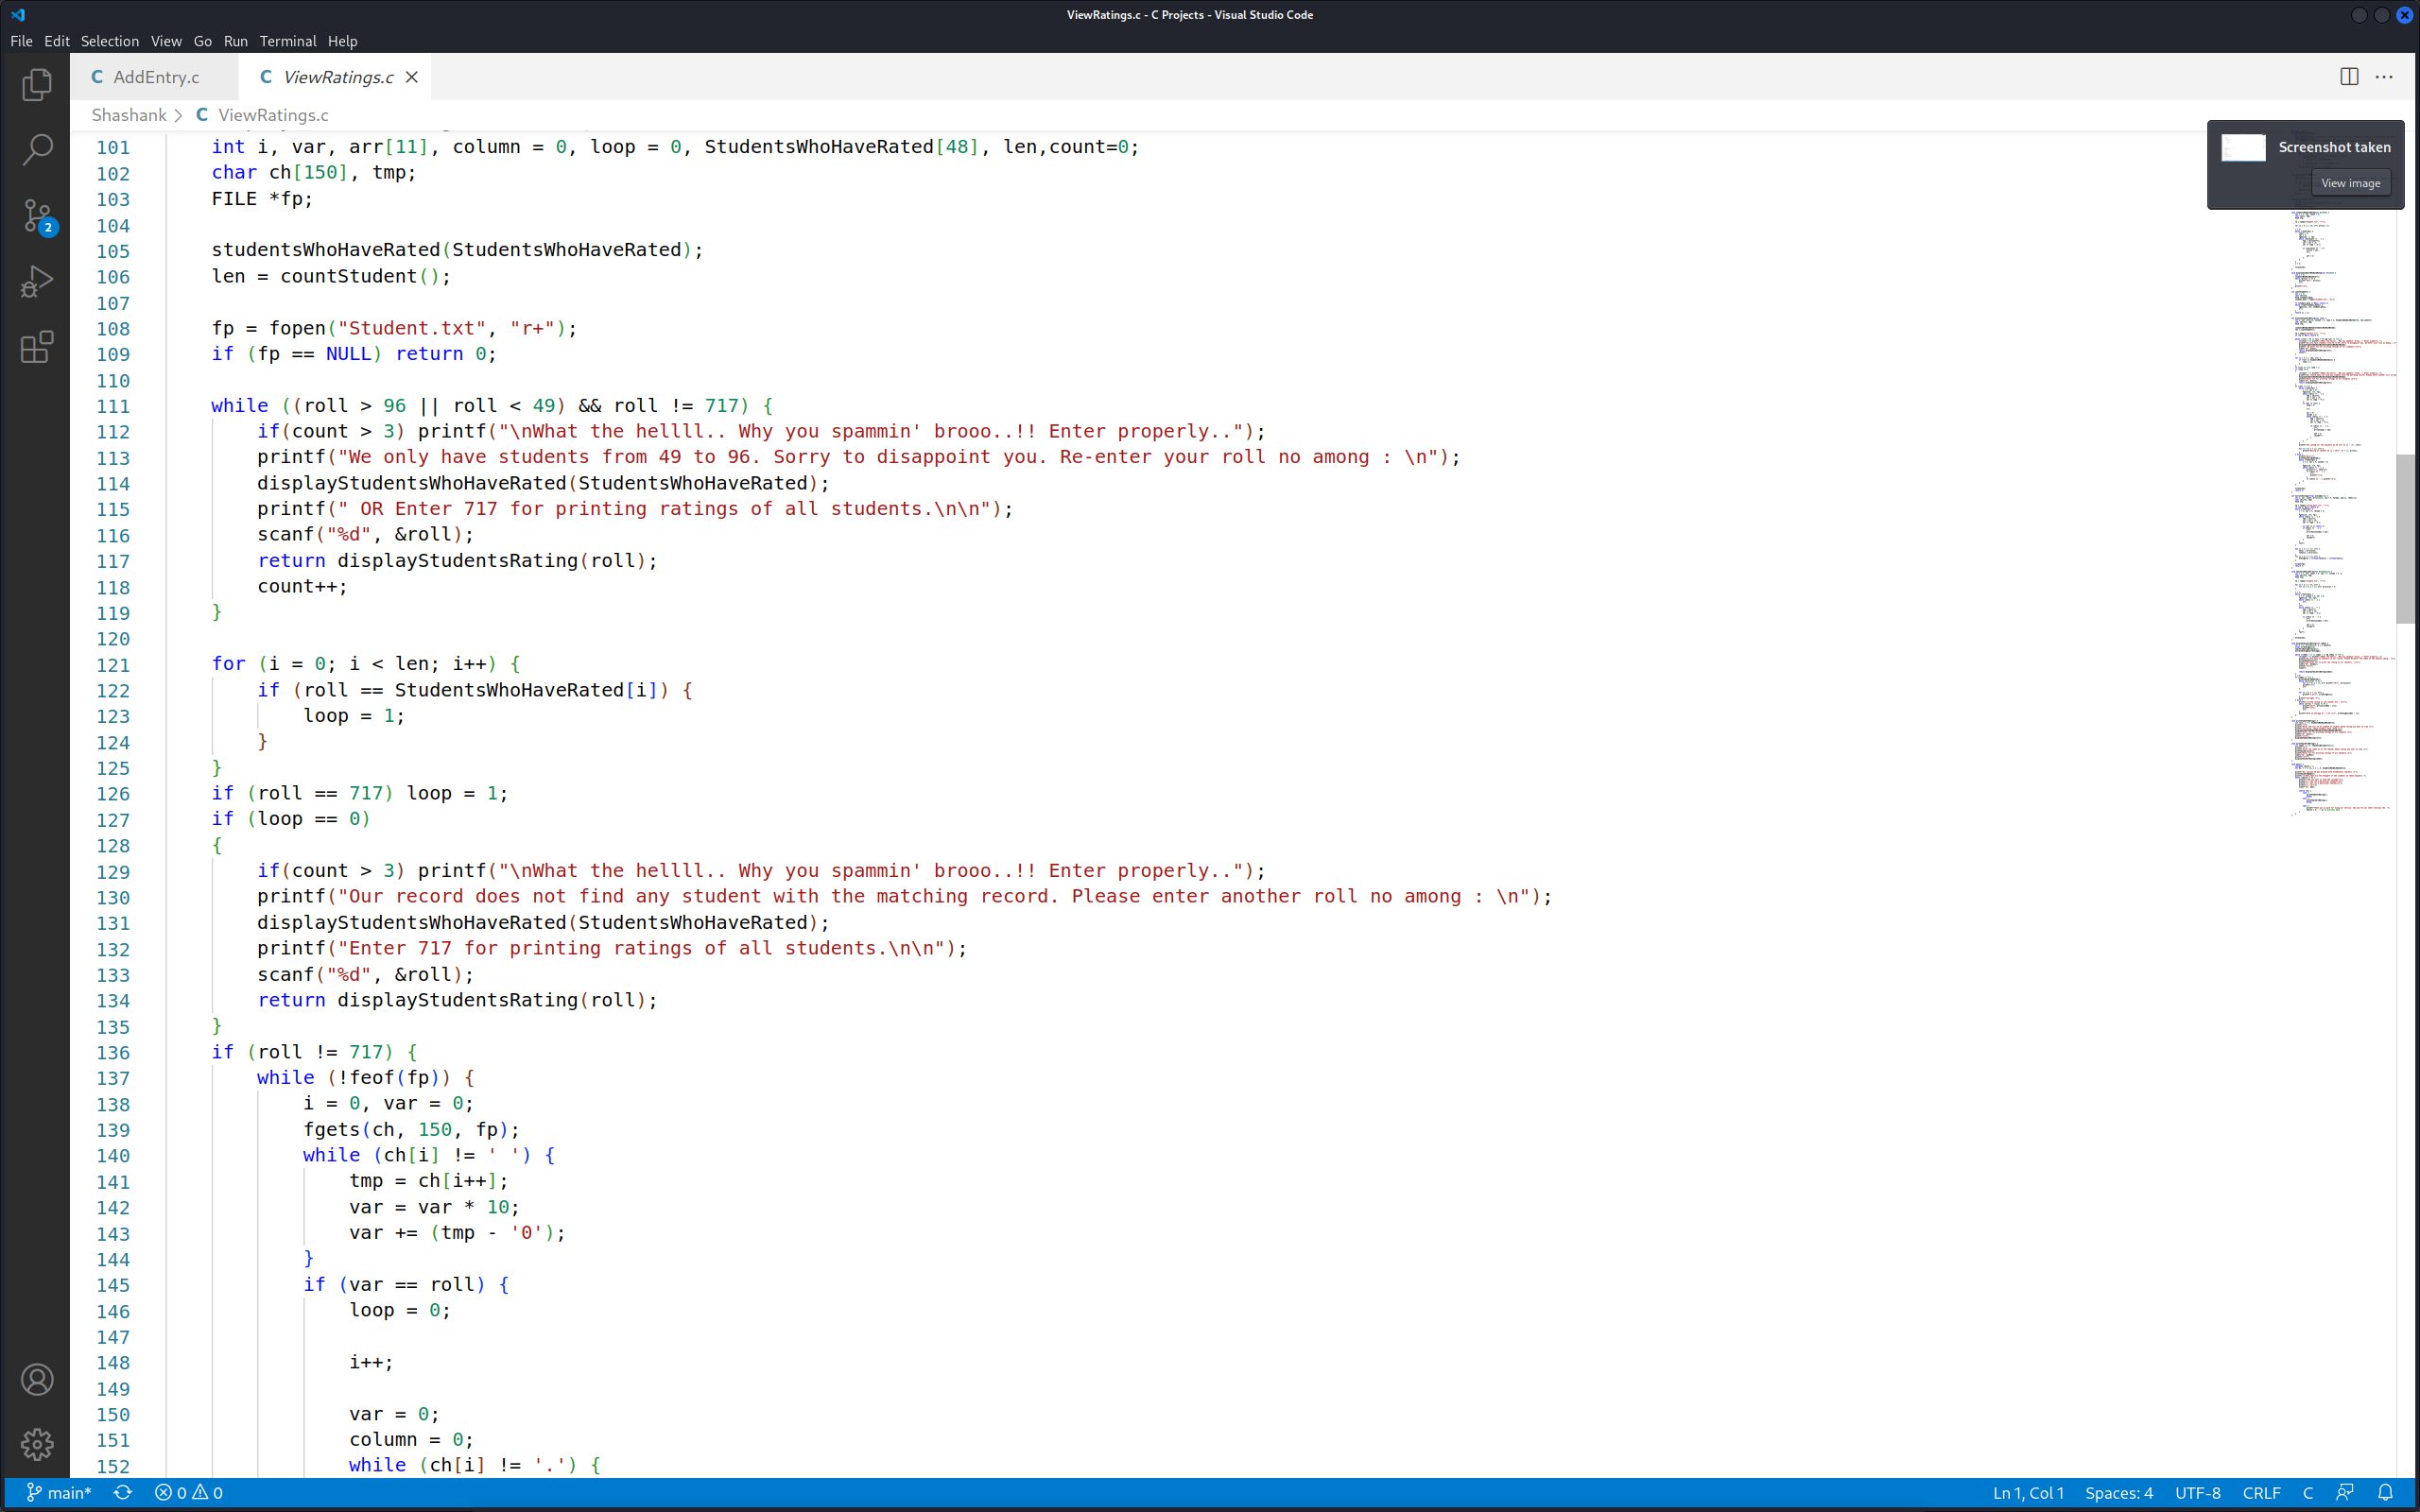 ViewRatings.c - C Projects - Visual Studio Code
File Edit Selection View Go Run Terminal Help
C AddEntry.c C ViewRatings.c
Shashank > C ViewRatings.c
Screenshot taken
View image
2
101 int i, var, arr[11], column = 0, loop = 0, StudentsWhoHaveRated[48], len,count=0;
102 char ch[150], tmp;
103 FILE *fp;
104
105 studentsWhoHaveRated(StudentsWhoHaveRated);
106 len = countStudent();
107
108 fp = fopen("Student.txt", "r+");
109 if (fp == NULL) return 0;
110
111 while ((roll > 96 || roll < 49) && roll != 717) {
112 if(count > 3) printf("\nWhat the hellll.. Why you spammin' brooo..!! Enter properly..");
113 printf("We only have students from 49 to 96. Sorry to disappoint you. Re-enter your roll no among : \n");
114 displayStudentsWhoHaveRated(StudentsWhoHaveRated);
115 printf(" OR Enter 717 for printing ratings of all students.\n\n");
116 scanf("%d", &roll);
117 return displayStudentsRating(roll);
118 count++;
119 }
120
121 for (i = 0; i < len; i++) {
122 if (roll == StudentsWhoHaveRated[i]) {
123 loop = 1;
124 }
125 }
126 if (roll == 717) loop = 1;
127 if (loop == 0)
128 {
129 if(count > 3) printf("\nWhat the hellll.. Why you spammin' brooo..!! Enter properly..");
130 printf("Our record does not find any student with the matching record. Please enter another roll no among : \n");
131 displayStudentsWhoHaveRated(StudentsWhoHaveRated);
132 printf("Enter 717 for printing ratings of all students.\n\n");
133 scanf("%d", &roll);
134 return displayStudentsRating(roll);
135 }
136 if (roll != 717) {
137 while (!feof(fp)) {
138 i = 0, var = 0;
139 fgets(ch, 150, fp);
140 while (ch[i] != ' ') {
141 tmp = ch[i++];
142 var = var * 10;
143 var += (tmp - '0');
144 }
145 if (var == roll) {
146 loop = 0;
147
148 i++;
149
150 var = 0;
151 column = 0;
152 while (ch[i] != '.') {
main* 0 0 Ln 1, Col 1 Spaces: 4 UTF-8 CRLF C